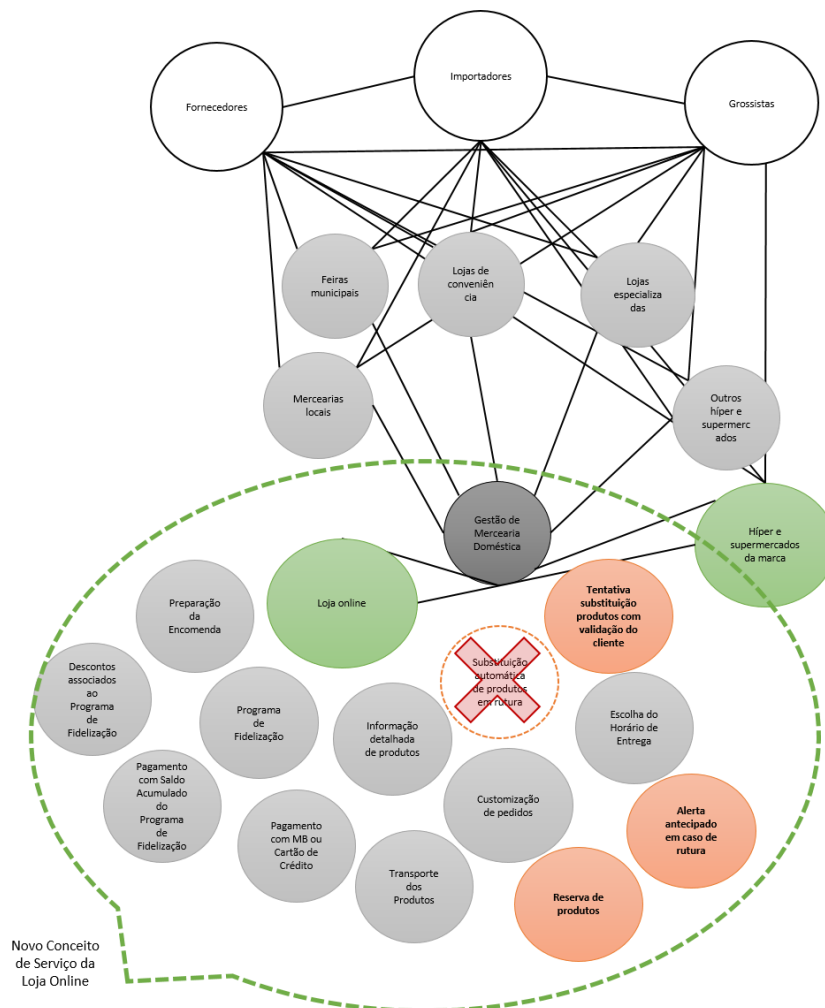 Importadores
Fornecedores
Grossistas
Feiras
municipais
Lojas de
conveniên
cia
Lojas
especializa
das
Mercearias
locais
Outros
híper e
supermerc
ados
Gestão de
Mercearia
Doméstica
Híper e
supermercados
da marca
Loja online
Preparação
da
Encomenda
Tentativa
substituição
produtos com
validação do
cliente
Descontos
associados
ao
Programa
de
Fidelização
Programa
de
Fidelização
Informação
detalhada
de produtos
Substituição
automática
de produtos
em rutura
Escolha do
Horário de
Entrega
Pagamento
com Saldo
Acumulado
do
Programa
de
Fidelização
Pagamento
com MB ou
Cartão de
Crédito
Customização
de pedidos
Alerta
antecipado
em caso de
rutura
Transporte
dos
Produtos
Reserva de
produtos
Novo Conceito
de Serviço da
Loja Online